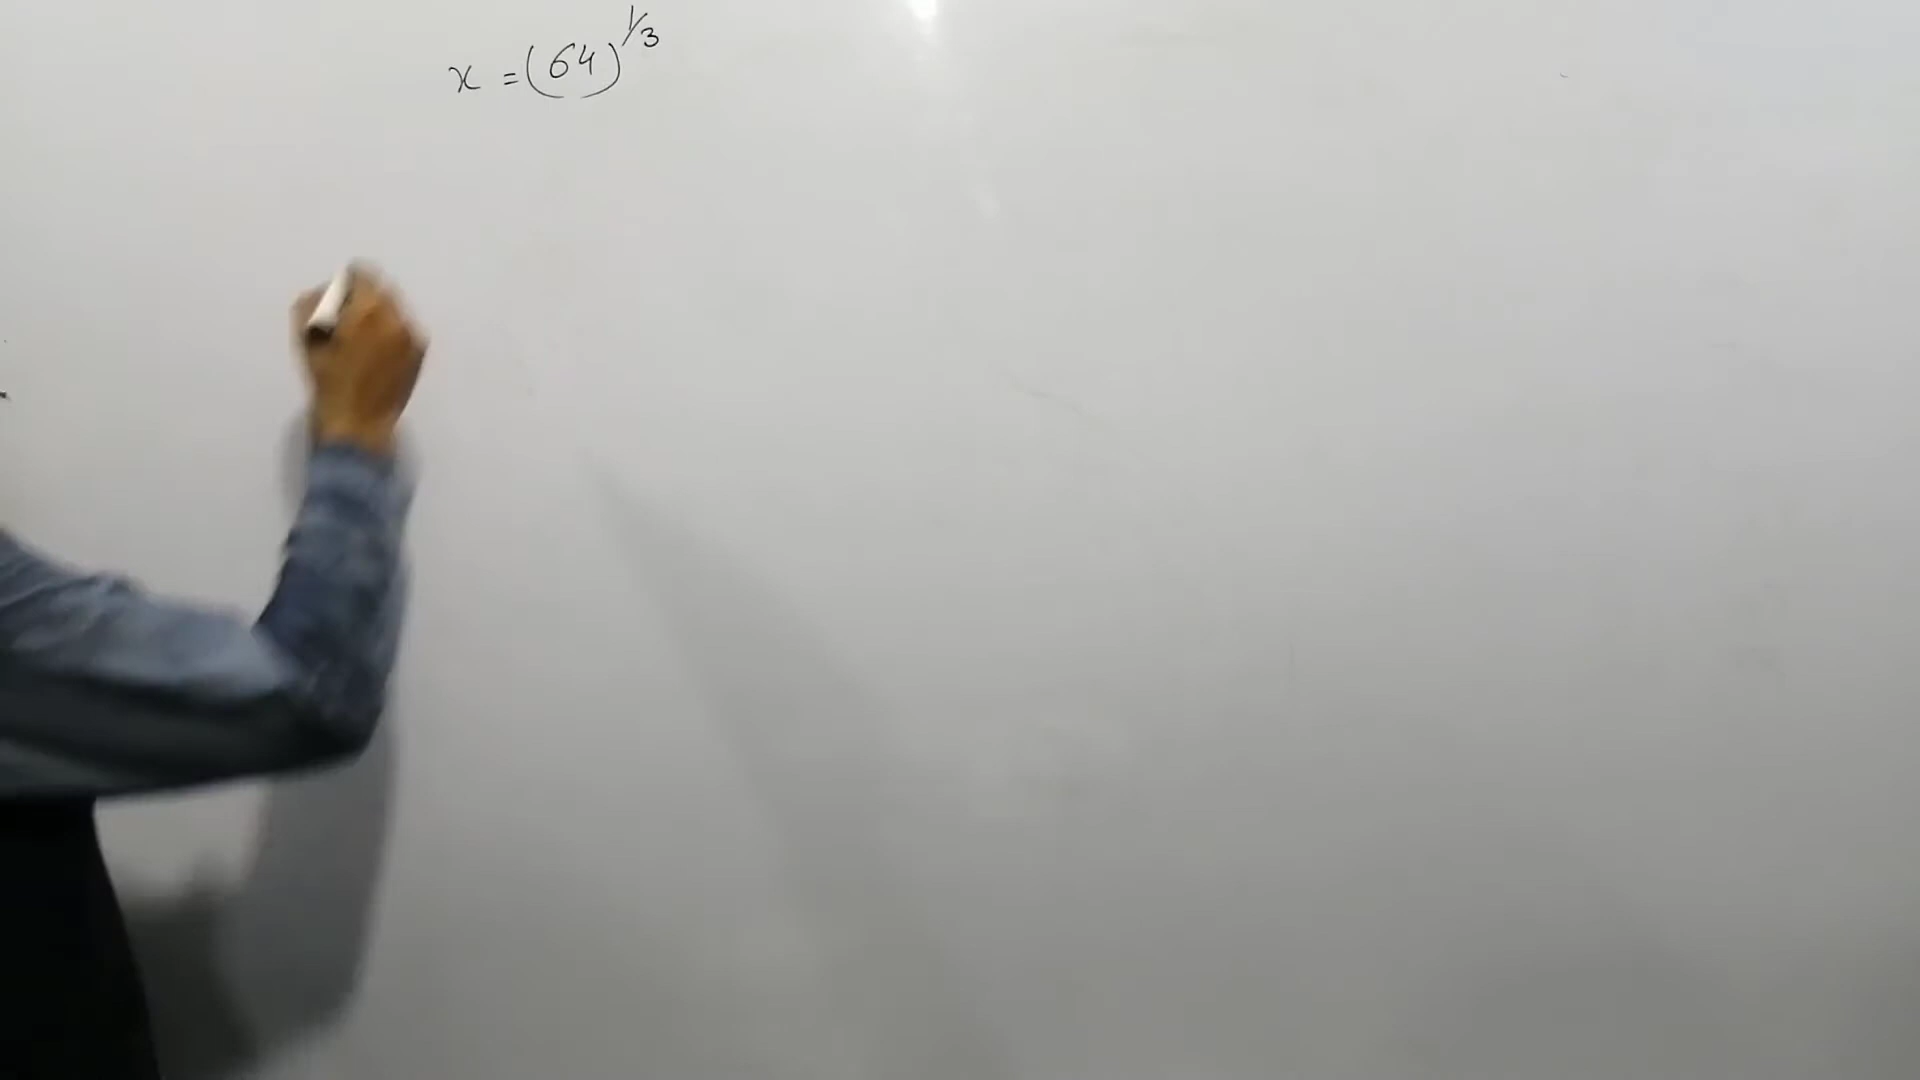 x = (64)^1/3